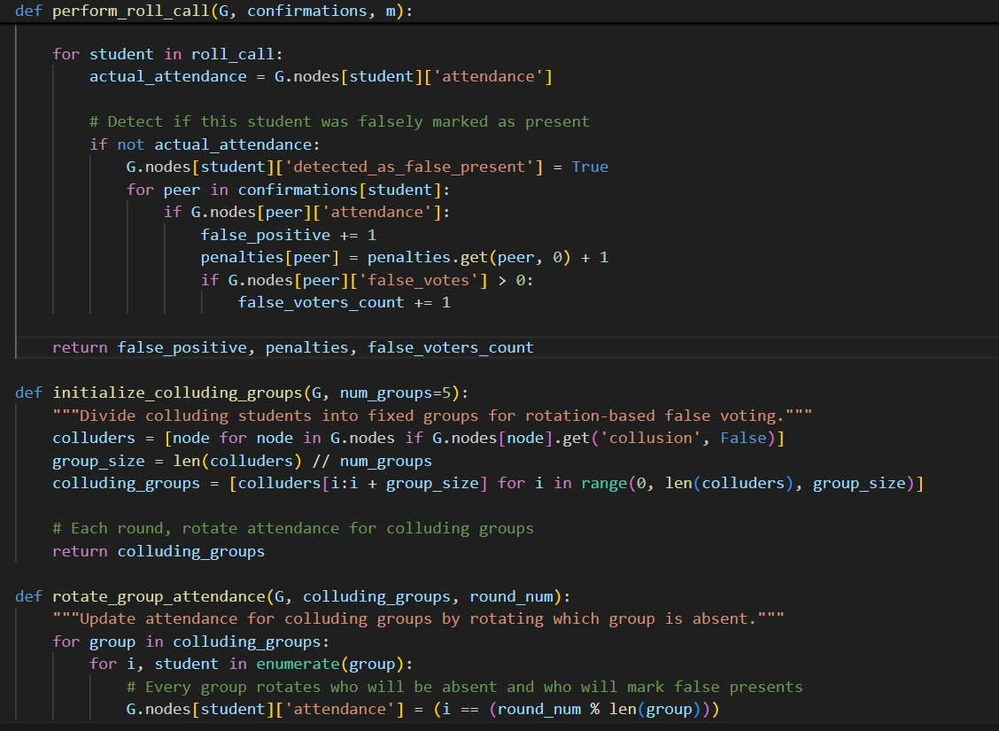 def perform_roll_call(G, confirmations, m):
    for student in roll_call:
        actual_attendance = G.nodes[student]['attendance']
        # Detect if this student was falsely marked as present
        if not actual_attendance:
            G.nodes[student]['detected_as_false_present'] = True
            for peer in confirmations[student]:
                if G.nodes[peer]['attendance']:
                    false_positive += 1
                    penalties[peer] = penalties.get(peer, 0) + 1
                    if G.nodes[peer]['false_votes'] > 0:
                        false_voters_count += 1
    return false_positive, penalties, false_voters_count
def initialize_colluding_groups(G, num_groups=5):
    """Divide colluding students into fixed groups for rotation-based false voting."""
    colluders = [node for node in G.nodes if G.nodes[node].get('collusion', False)]
    group_size = len(colluders) // num_groups
    colluding_groups = [colluders[i:i + group_size] for i in range(0, len(colluders), group_size)]
    # Each round, rotate attendance for colluding groups
    return colluding_groups
def rotate_group_attendance(G, colluding_groups, round_num):
    """Update attendance for colluding groups by rotating which group is absent."""
    for group in colluding_groups:
        for i, student in enumerate(group):
            # Every group rotates who will be absent and who will mark false presents
            G.nodes[student]['attendance'] = (i == (round_num % len(group)))